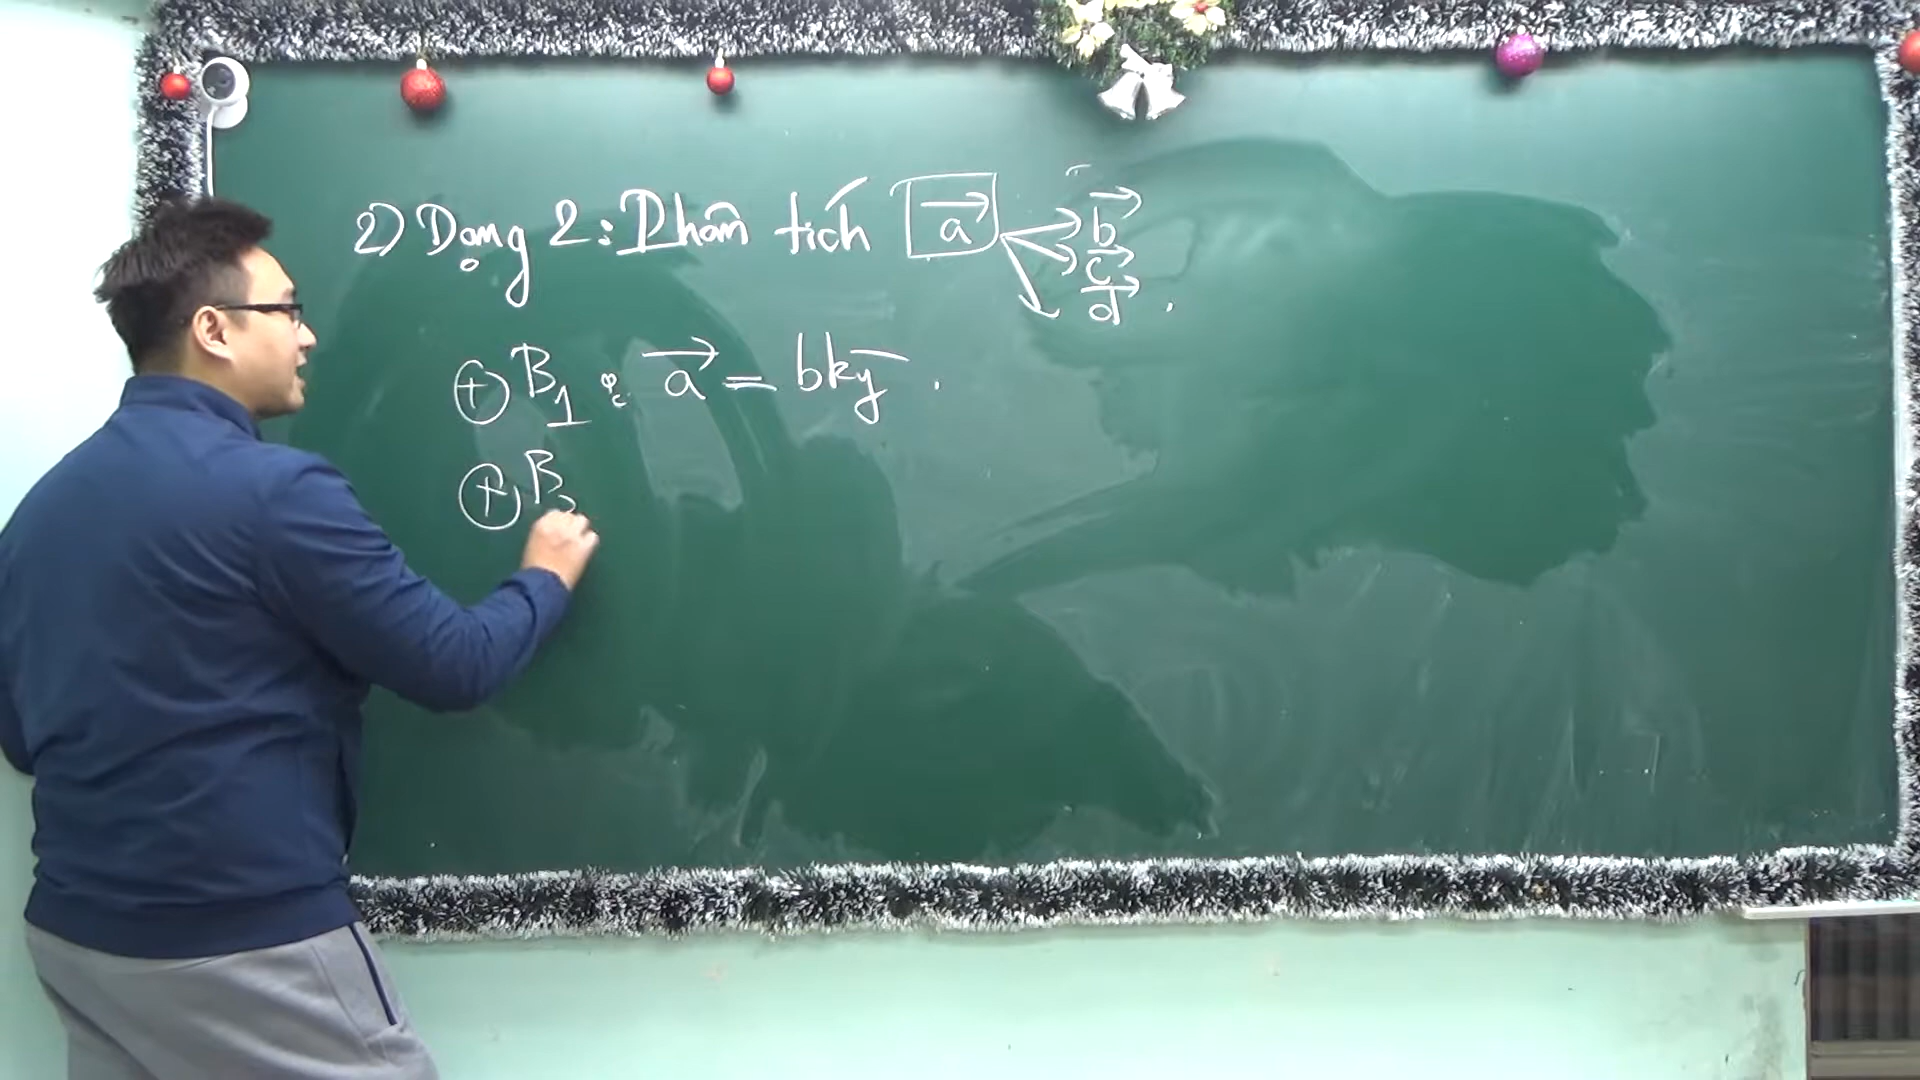 2) Dạng 2: Phân tích a⃗ → b⃗
c⃗
d⃗ .
⊕ B1 : a⃗ = bkỳ .
⊕ B2